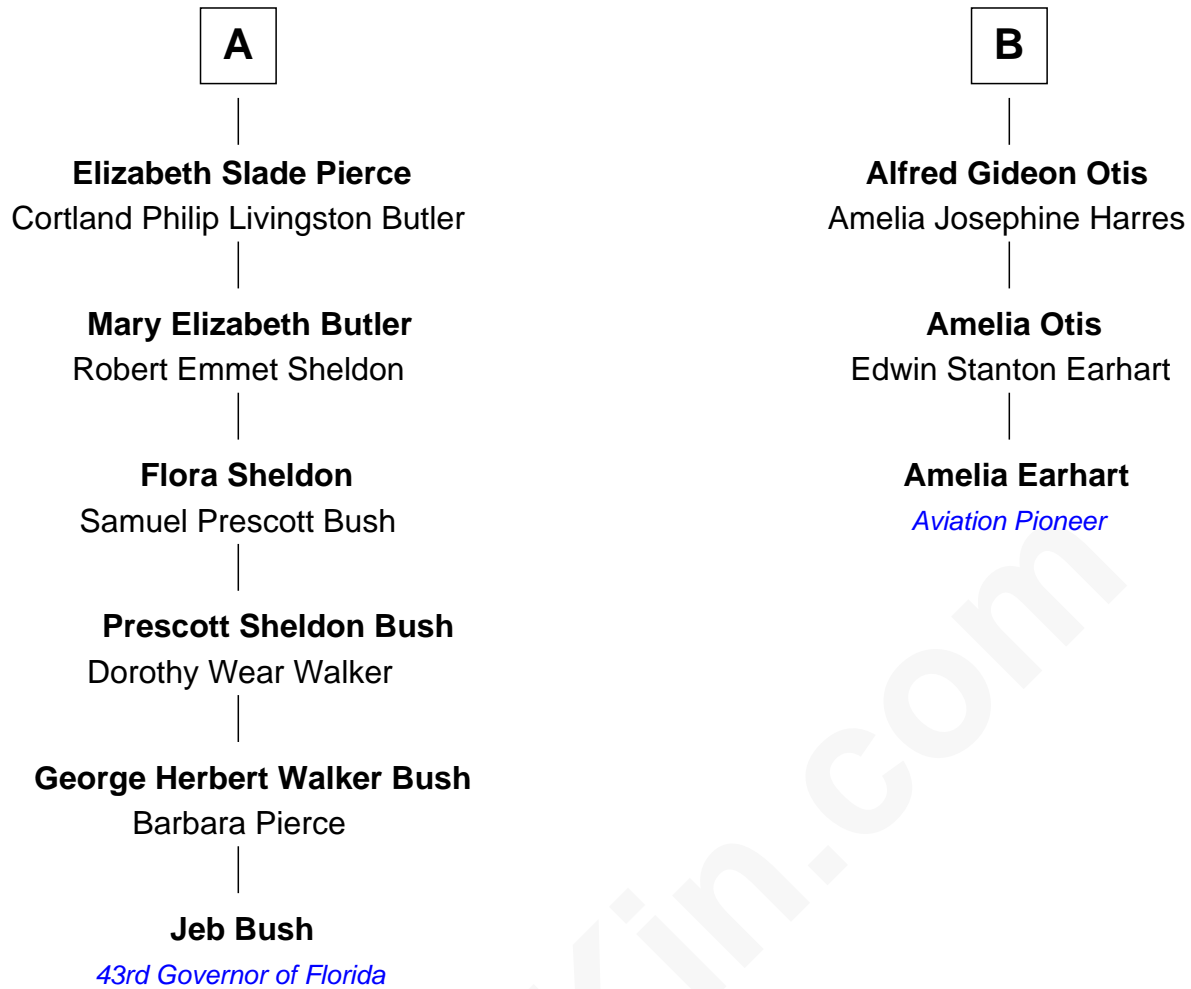 A
Elizabeth Slade Pierce
Cortland Philip Livingston Butler
Mary Elizabeth Butler
Robert Emmet Sheldon
Flora Sheldon
Samuel Prescott Bush
Prescott Sheldon Bush
Dorothy Wear Walker
George Herbert Walker Bush
Barbara Pierce
Jeb Bush
43rd Governor of Florida
B
Alfred Gideon Otis
Amelia Josephine Harres
Amelia Otis
Edwin Stanton Earhart
Amelia Earhart
Aviation Pioneer